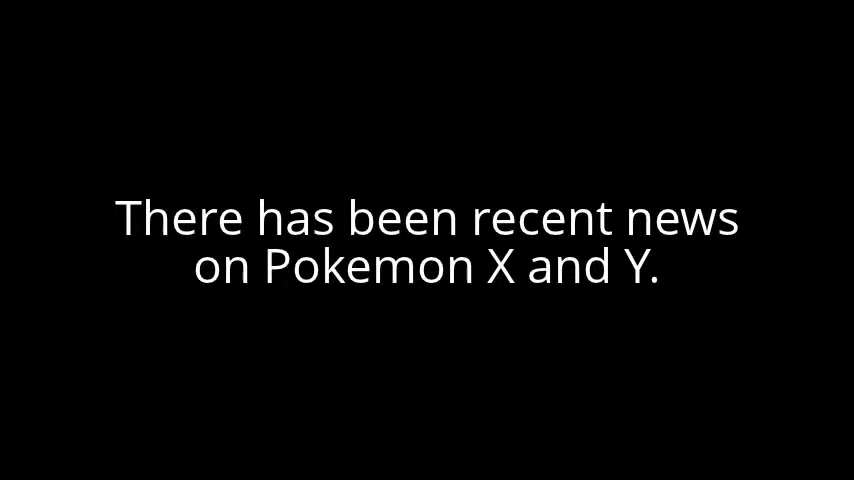 There has been recent news
on Pokemon X and Y.